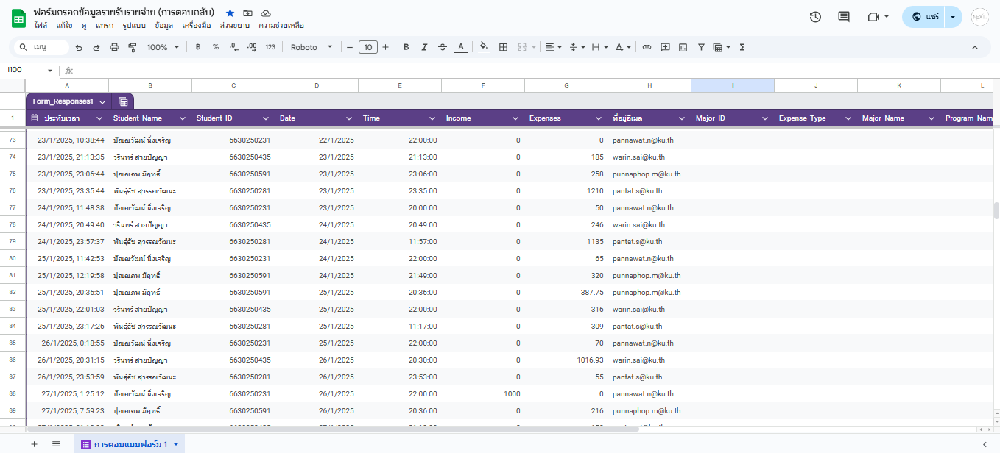 ฟอร์มกรอกข้อมูลรายรับรายจ่าย (การตอบกลับ)
ไฟล์ แก้ไข ดู แทรก รูปแบบ ข้อมูล เครื่องมือ ส่วนขยาย ความช่วยเหลือ
แชร์ NEXT
เมนู 100% ฿ % .0 .00 123 Roboto 10 B I S A
I100 fx
A B C D E F G H I J K L
Form_Responses1
1 ประทับเวลา Student_Name Student_ID Date Time Income Expenses ที่อยู่อีเมล Major_ID Expense_Type Major_Name Program_Name
73 23/1/2025, 10:38:44 ปัณณวัฒน์ นิ่งเจริญ 6630250231 22/1/2025 22:00:00 0 0 pannawat.n@ku.th
74 23/1/2025, 21:13:35 วรินทร์ สายปัญญา 6630250435 23/1/2025 21:13:00 0 185 warin.sai@ku.th
75 23/1/2025, 23:06:44 ปุณณภพ มีฤทธิ์ 6630250591 23/1/2025 23:06:00 0 258 punnaphop.m@ku.th
76 23/1/2025, 23:35:44 พันธุ์ธัช สุวรรณวัฒนะ 6630250281 23/1/2025 23:35:00 0 1210 pantat.s@ku.th
77 24/1/2025, 11:48:38 ปัณณวัฒน์ นิ่งเจริญ 6630250231 23/1/2025 20:00:00 0 50 pannawat.n@ku.th
78 24/1/2025, 20:49:40 วรินทร์ สายปัญญา 6630250435 24/1/2025 20:49:00 0 246 warin.sai@ku.th
79 24/1/2025, 23:57:37 พันธุ์ธัช สุวรรณวัฒนะ 6630250281 24/1/2025 11:57:00 0 1135 pantat.s@ku.th
80 25/1/2025, 11:42:53 ปัณณวัฒน์ นิ่งเจริญ 6630250231 24/1/2025 22:00:00 0 65 pannawat.n@ku.th
81 25/1/2025, 12:19:58 ปุณณภพ มีฤทธิ์ 6630250591 24/1/2025 21:49:00 0 320 punnaphop.m@ku.th
82 25/1/2025, 20:36:51 ปุณณภพ มีฤทธิ์ 6630250591 25/1/2025 20:36:00 0 387.75 punnaphop.m@ku.th
83 25/1/2025, 22:01:03 วรินทร์ สายปัญญา 6630250435 25/1/2025 22:00:00 0 316 warin.sai@ku.th
84 25/1/2025, 23:17:26 พันธุ์ธัช สุวรรณวัฒนะ 6630250281 25/1/2025 11:17:00 0 309 pantat.s@ku.th
85 26/1/2025, 0:18:55 ปัณณวัฒน์ นิ่งเจริญ 6630250231 25/1/2025 22:00:00 0 70 pannawat.n@ku.th
86 26/1/2025, 20:31:15 วรินทร์ สายปัญญา 6630250435 26/1/2025 20:30:00 0 1016.93 warin.sai@ku.th
87 26/1/2025, 23:53:59 พันธุ์ธัช สุวรรณวัฒนะ 6630250281 26/1/2025 23:53:00 0 55 pantat.s@ku.th
88 27/1/2025, 1:25:12 ปัณณวัฒน์ นิ่งเจริญ 6630250231 26/1/2025 22:00:00 1000 0 pannawat.n@ku.th
89 27/1/2025, 7:59:23 ปุณณภพ มีฤทธิ์ 6630250591 26/1/2025 20:36:00 0 216 punnaphop.m@ku.th
การตอบแบบฟอร์ม 1